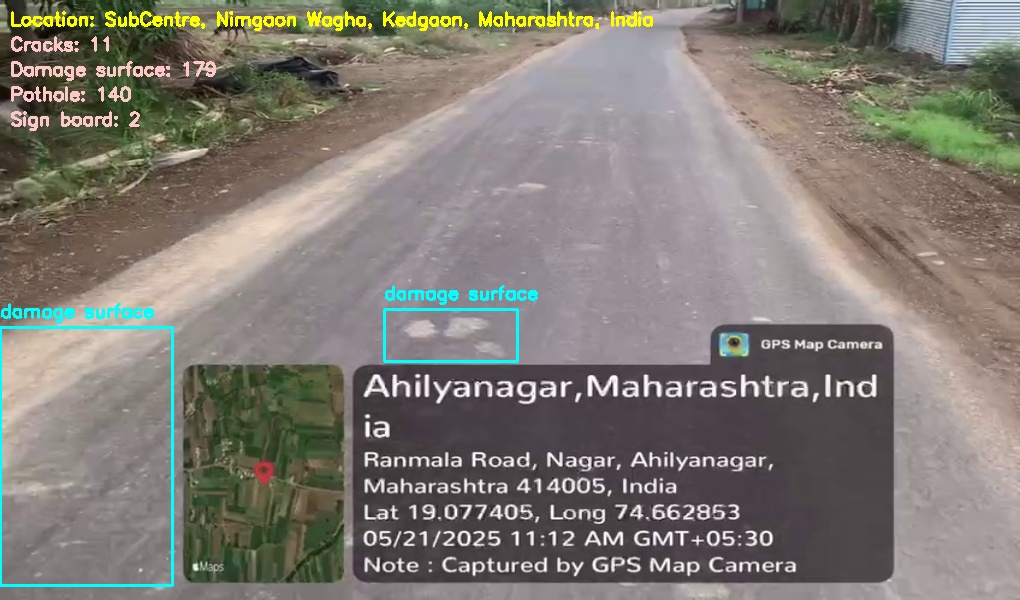 Location: SubCentre, Nimgaon Wagha, Kedgaon, Maharashtra, India
Cracks: 11
Damage surface: 179
Pothole: 140
Sign board: 2
damage surface
damage surface
GPS Map Camera
Ahilyanagar,Maharashtra,Ind
ia
Ranmala Road, Nagar, Ahilyanagar,
Maharashtra 414005, India
Lat 19.077405, Long 74.662853
05/21/2025 11:12 AM GMT+05:30
Note : Captured by GPS Map Camera
Maps